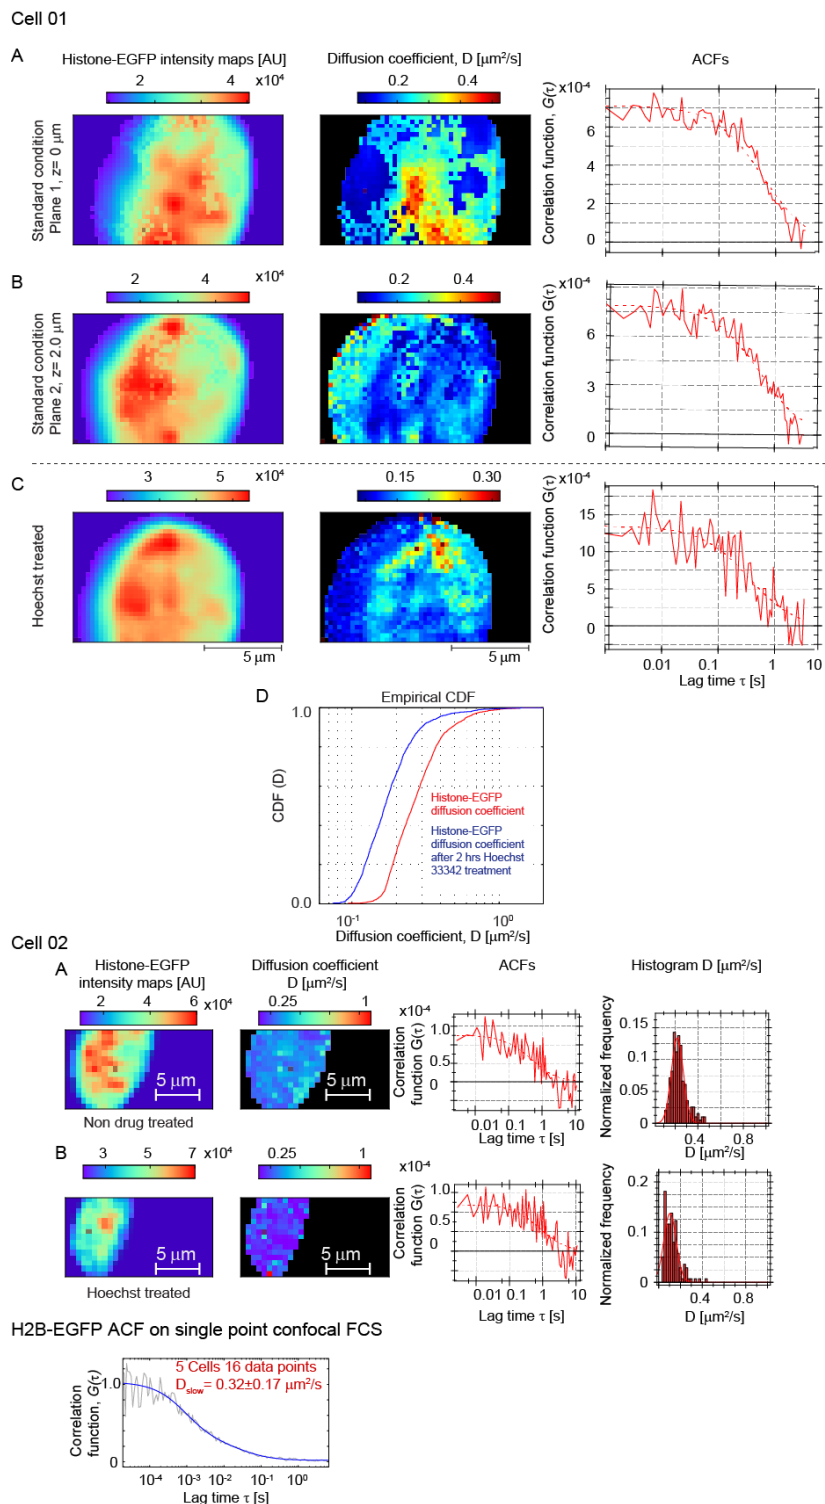 Cell 01
A
Histone-EGFP intensity maps [AU]
Diffusion coefficient, D [μm²/s]
ACFs
2 4 x10⁴
0.2 0.4
x10⁻⁴
Standard condition
Plane 1, z= 0 μm
Correlation function, G(τ)
6
4
2
0
B
2 4 x10⁴
0.2 0.4
x10⁻⁴
Standard condition
Plane 2, z= 2.0 μm
Correlation function G(τ)
6
3
0
C
3 5 x10⁴
0.15 0.30
x10⁻⁴
Hoechst treated
Correlation function G(τ)
15
10
5
0
5 μm
5 μm
0.01 0.1 1 10
Lag time τ [s]
D
Empirical CDF
1.0
CDF (D)
Histone-EGFP
diffusion coefficient
Histone-EGFP
diffusion coefficient
after 2 hrs Hoechst
33342 treatment
0.0
10⁻¹ 10⁰
Diffusion coefficient, D [μm²/s]
Cell 02
A
Histone-EGFP
intensity maps [AU]
Diffusion coefficient
D [μm²/s]
ACFs
Histogram D [μm²/s]
2 4 6 x10⁴
0.25 1
x10⁻⁴
Correlation
function G(τ)
1.0
0.5
0
Normalized frequency
0.15
0.1
0.05
0
5 μm
5 μm
Non drug treated
0.01 0.1 1 10
Lag time τ [s]
0.4 0.8
D [μm²/s]
B
3 5 7 x10⁴
0.25 1
x10⁻⁴
Correlation
function G(τ)
1.0
0.5
0
Normalized frequency
0.2
0.1
0
5 μm
5 μm
Hoechst treated
0.01 0.1 1 10
Lag time τ [s]
0.4 0.8
D [μm²/s]
H2B-EGFP ACF on single point confocal FCS
5 Cells 16 data points
Dslow= 0.32±0.17 μm²/s
Correlation
function, G(τ)
1.0
0
10⁻⁴ 10⁻³ 10⁻² 10⁻¹ 10⁰
Lag time τ [s]